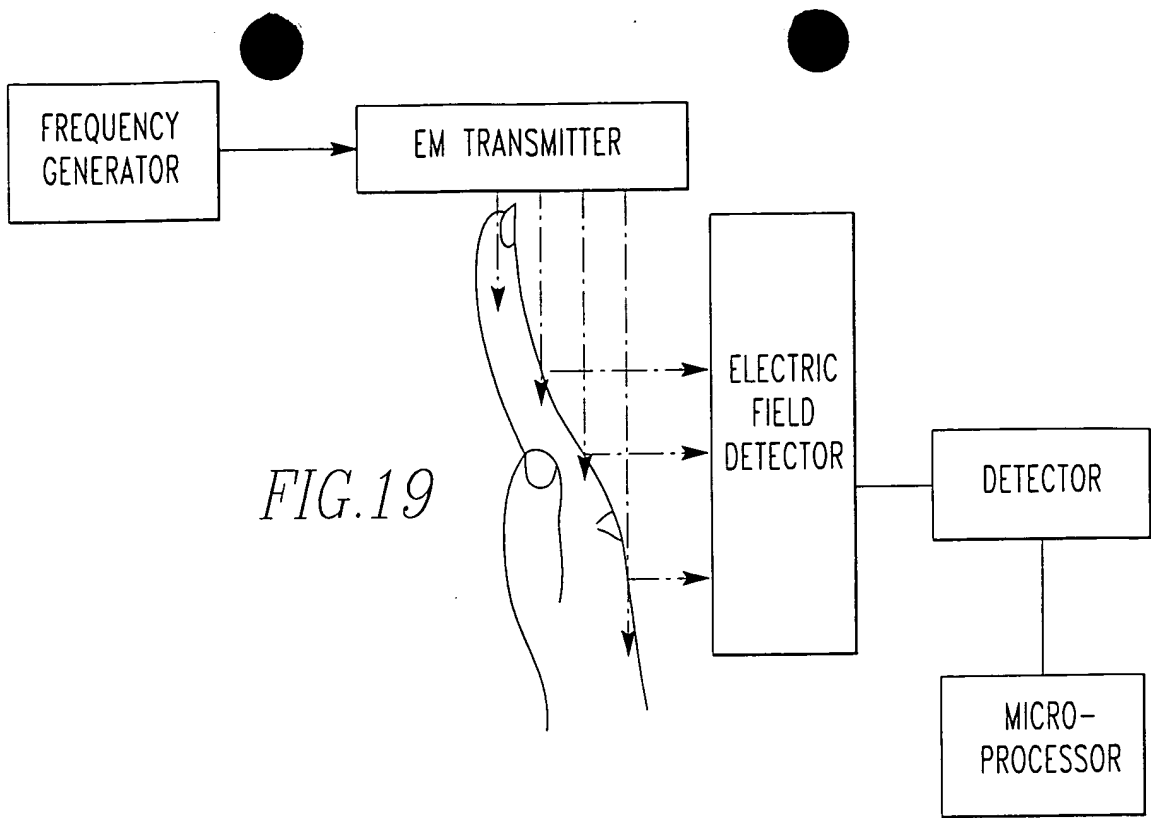 FREQUENCY
GENERATOR
EM TRANSMITTER
ELECTRIC
FIELD
DETECTOR
DETECTOR
FIG.19
MICRO-
PROCESSOR